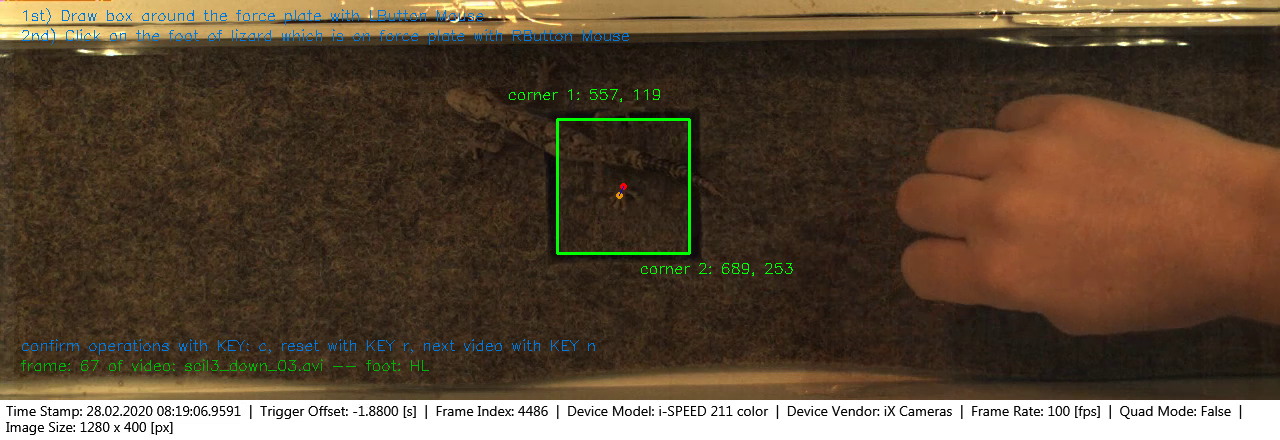 1st) Draw box around the force plate with LButton Mouse
2nd) Click on the foot of lizard which is on force plate with RButton Mouse
corner 1: 557, 119
corner 2: 689, 253
confirm operations with KEY: c, reset with KEY r, next video with KEY n
frame: 67 of video: scil3_down_03.avi -- foot: HL
Time Stamp: 28.02.2020 08:19:06.9591 | Trigger Offset: -1.8800 [s] | Frame Index: 4486 | Device Model: i-SPEED 211 color | Device Vendor: iX Cameras | Frame Rate: 100 [fps] | Quad Mode: False |
Image Size: 1280 x 400 [px]